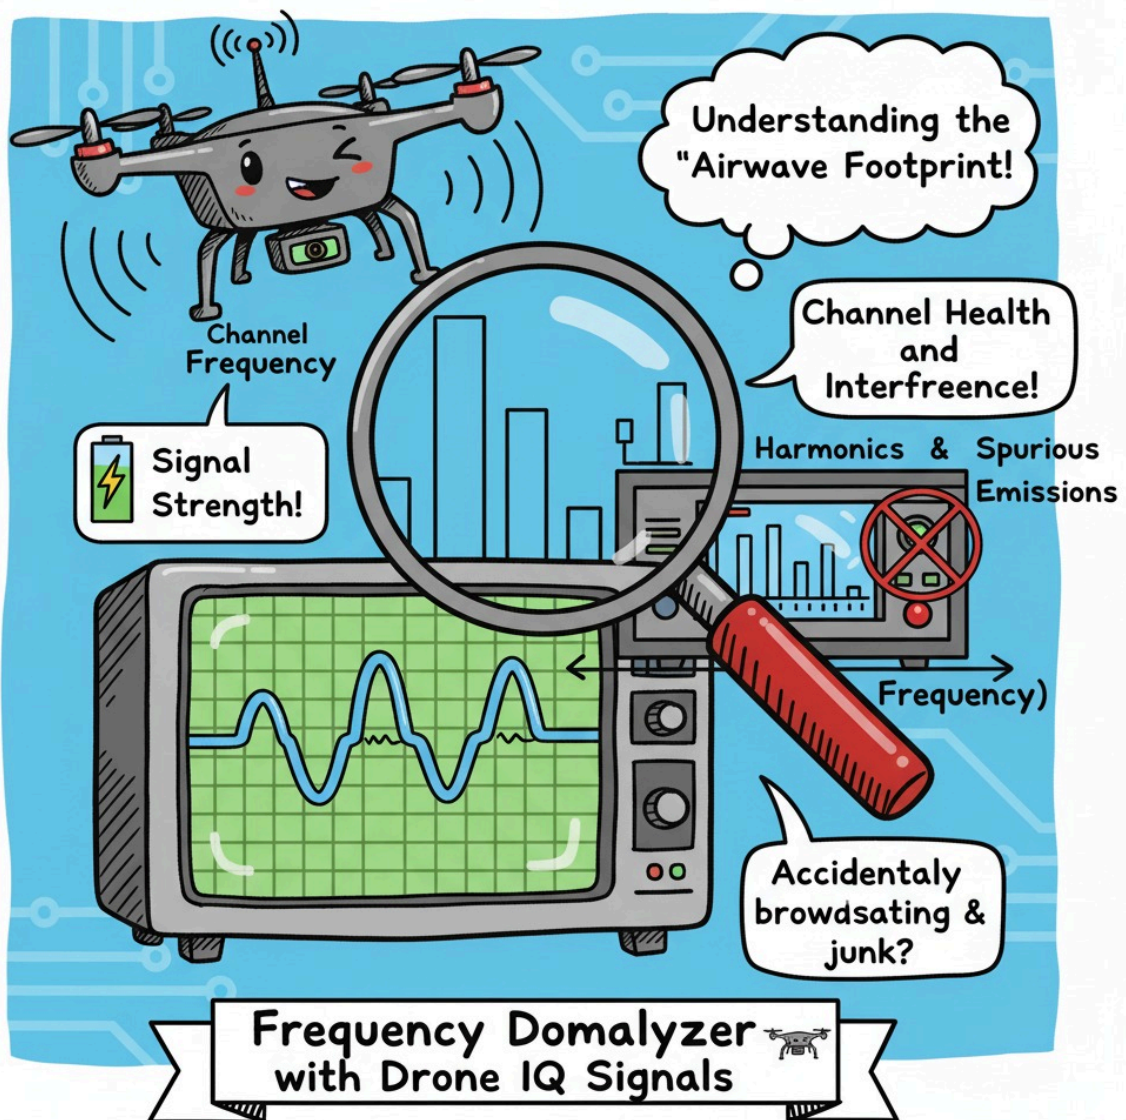 Understanding the
"Airwave Footprint!
Channel
Frequency
Channel Health
and
Interfreence!
Signal
Strength!
Harmonics & Spurious
Emissions
Frequency)
Accidentaly
browdsating &
junk?
Frequency Domalyzer
with Drone IQ Signals